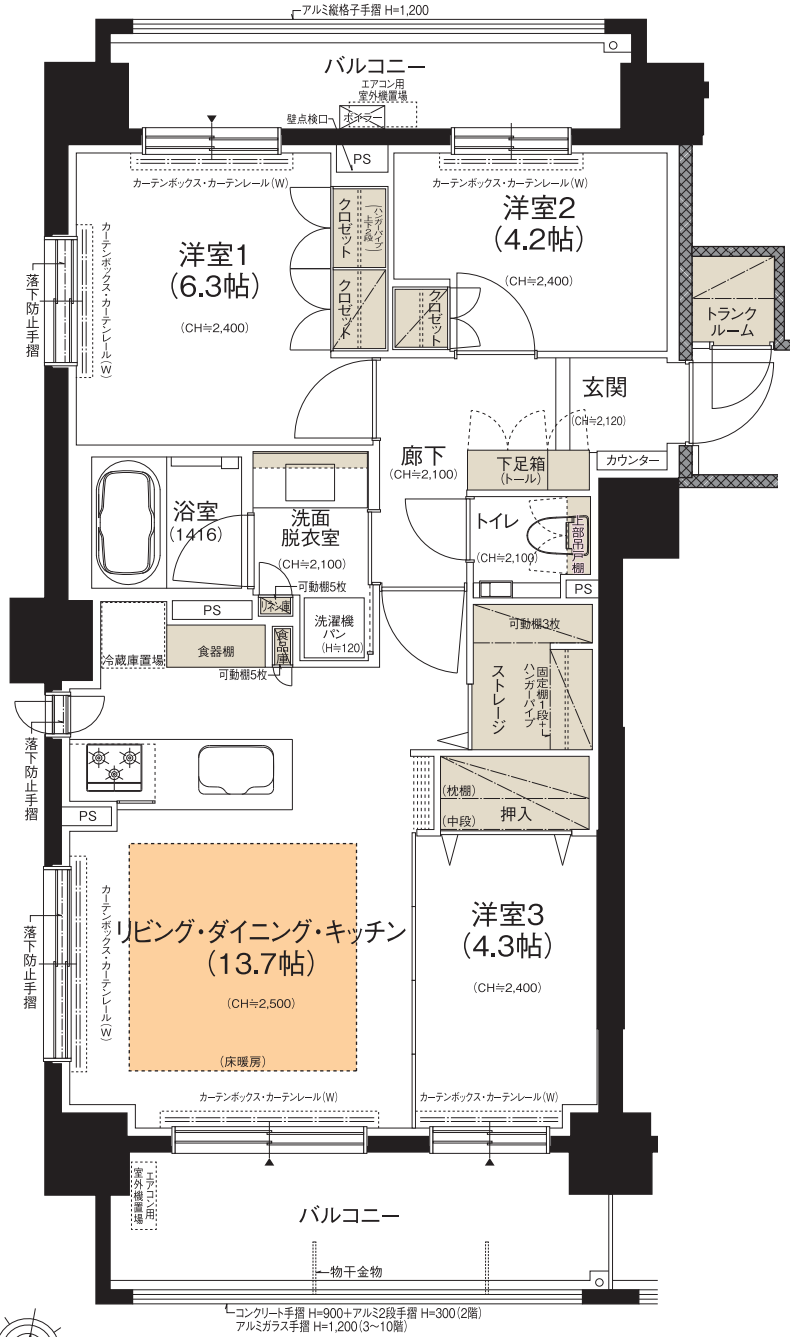 アルミ縦格子手摺 H=1,200
バルコニー
エアコン用
室外機置場
壁点検口
ボイラー
PS
カーテンボックス・カーテンレール(W)
カーテンボックス・カーテンレール(W)
洋室1
(6.3帖)
(CH≒2,400)
カーテンボックス・カーテンレール(W)
落下防止手摺
クロゼット
(ハンガーパイプ
上下2段)
クロゼット
洋室2
(4.2帖)
(CH≒2,400)
クロゼット
トランク
ルーム
玄関
(CH≒2,120)
カウンター
廊下
(CH≒2,100)
下足箱
(トール)
浴室
(1416)
洗面
脱衣室
(CH≒2,100)
トイレ
(CH≒2,100)
上部吊戸棚
PS
可動棚5枚
リネン庫
PS
洗濯機
パン
(H≒120)
冷蔵庫置場
食器棚
食品庫
可動棚5枚
可動棚3枚
ストレージ
固定棚1段+L
ハンガーパイプ
落下防止手摺
PS
(枕棚)
押入
(中段)
カーテンボックス・カーテンレール(W)
落下防止手摺
リビング・ダイニング・キッチン
(13.7帖)
(CH≒2,500)
(床暖房)
洋室3
(4.3帖)
(CH≒2,400)
カーテンボックス・カーテンレール(W)
カーテンボックス・カーテンレール(W)
エアコン用
室外機置場
バルコニー
物干金物
コンクリート手摺 H=900+アルミ2段手摺 H=300(2階)
アルミガラス手摺 H=1,200(3~10階)